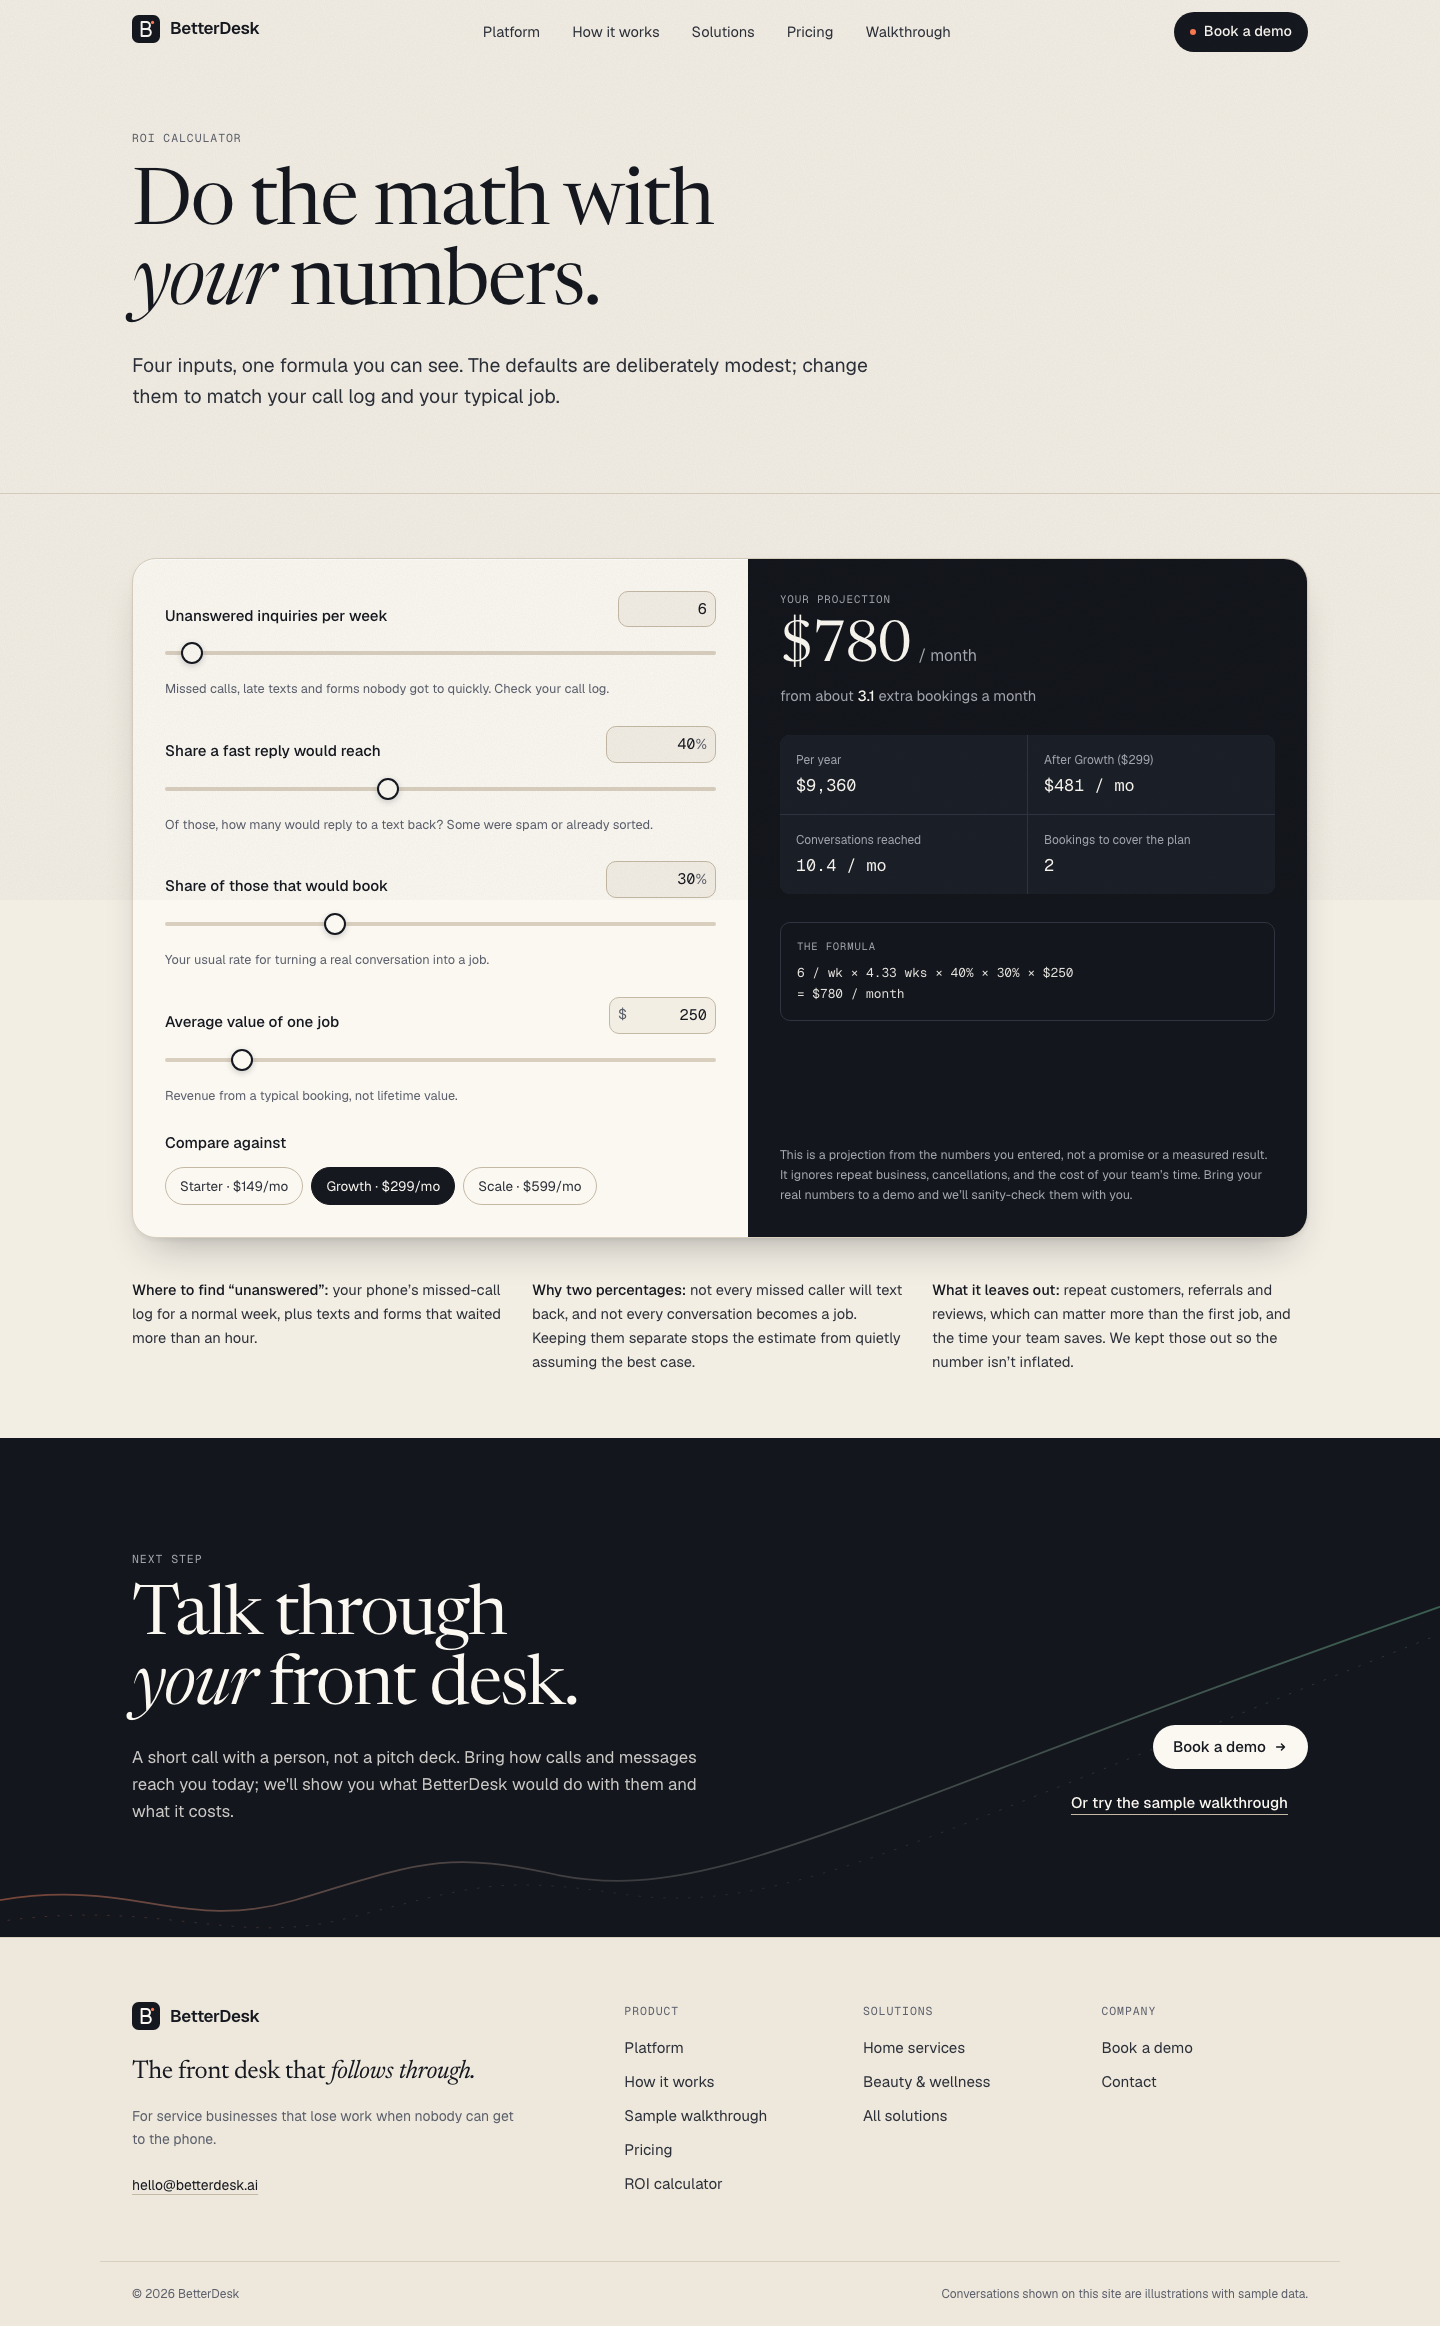 BetterDesk
Platform
How it works
Solutions
Pricing
Walkthrough
Book a demo
ROI CALCULATOR
Do the math with
your numbers.
Four inputs, one formula you can see. The defaults are deliberately modest; change
them to match your call log and your typical job.
Unanswered inquiries per week
6
Missed calls, late texts and forms nobody got to quickly. Check your call log.
Share a fast reply would reach
40%
Of those, how many would reply to a text back? Some were spam or already sorted.
Share of those that would book
30%
Your usual rate for turning a real conversation into a job.
Average value of one job
$ 250
Revenue from a typical booking, not lifetime value.
Compare against
Starter · $149/mo
Growth · $299/mo
Scale · $599/mo
YOUR PROJECTION
$780 / month
from about 3.1 extra bookings a month
Per year
$9,360
After Growth ($299)
$481 / mo
Conversations reached
10.4 / mo
Bookings to cover the plan
2
THE FORMULA
6 / wk × 4.33 wks × 40% × 30% × $250
= $780 / month
This is a projection from the numbers you entered, not a promise or a measured result.
It ignores repeat business, cancellations, and the cost of your team’s time. Bring your
real numbers to a demo and we’ll sanity-check them with you.
Where to find “unanswered”: your phone’s missed-call
log for a normal week, plus texts and forms that waited
more than an hour.
Why two percentages: not every missed caller will text
back, and not every conversation becomes a job.
Keeping them separate stops the estimate from quietly
assuming the best case.
What it leaves out: repeat customers, referrals and
reviews, which can matter more than the first job, and
the time your team saves. We kept those out so the
number isn’t inflated.
NEXT STEP
Talk through
your front desk.
A short call with a person, not a pitch deck. Bring how calls and messages
reach you today; we'll show you what BetterDesk would do with them and
what it costs.
Book a demo →
Or try the sample walkthrough
BetterDesk
The front desk that follows through.
For service businesses that lose work when nobody can get
to the phone.
hello@betterdesk.ai
PRODUCT
Platform
How it works
Sample walkthrough
Pricing
ROI calculator
SOLUTIONS
Home services
Beauty & wellness
All solutions
COMPANY
Book a demo
Contact
© 2026 BetterDesk
Conversations shown on this site are illustrations with sample data.